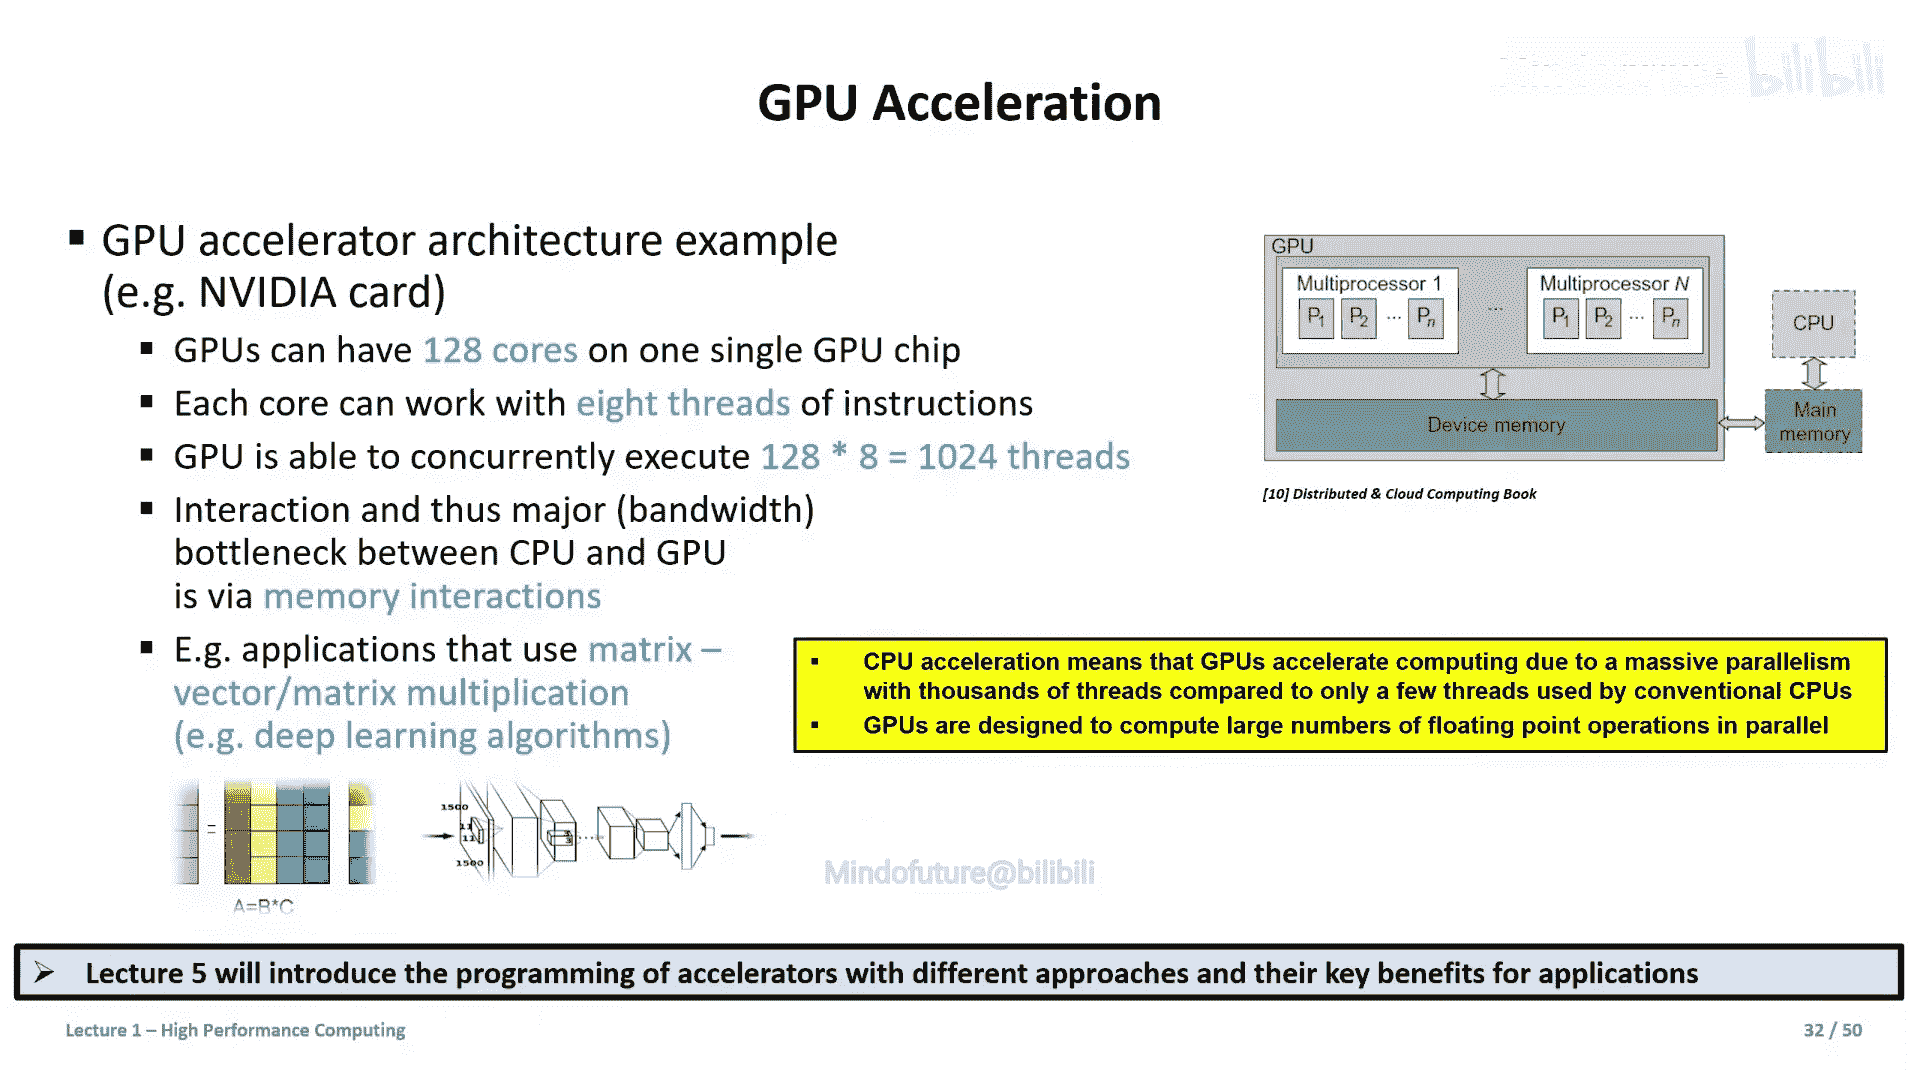 bilibili
GPU Acceleration
▪ GPU accelerator architecture example
(e.g. NVIDIA card)
▪ GPUs can have 128 cores on one single GPU chip
▪ Each core can work with eight threads of instructions
▪ GPU is able to concurrently execute 128 * 8 = 1024 threads
▪ Interaction and thus major (bandwidth)
bottleneck between CPU and GPU
is via memory interactions
▪ E.g. applications that use matrix –
vector/matrix multiplication
(e.g. deep learning algorithms)
GPU
Multiprocessor 1
P1 P2 ... Pn
...
Multiprocessor N
P1 P2 ... Pn
Device memory
CPU
Main
memory
[10] Distributed & Cloud Computing Book
▪ CPU acceleration means that GPUs accelerate computing due to a massive parallelism
with thousands of threads compared to only a few threads used by conventional CPUs
▪ GPUs are designed to compute large numbers of floating point operations in parallel
=
A=B*C
1500
11
11
1500
3
...
Mindofuture@bilibili
➢ Lecture 5 will introduce the programming of accelerators with different approaches and their key benefits for applications
Lecture 1 – High Performance Computing
32 / 50